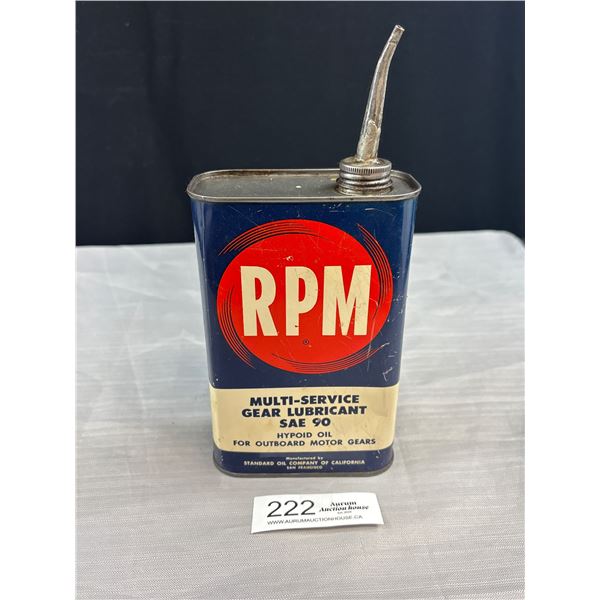 RPM
MULTI-SERVICE
GEAR LUBRICANT
SAE 90
HYPOID OIL
FOR OUTBOARD MOTOR GEARS
Manufactured by
STANDARD OIL COMPANY OF CALIFORNIA
SAN FRANCISCO
222
Aurum
Auction house
WWW.AURUMAUCTIONHOUSE.CA